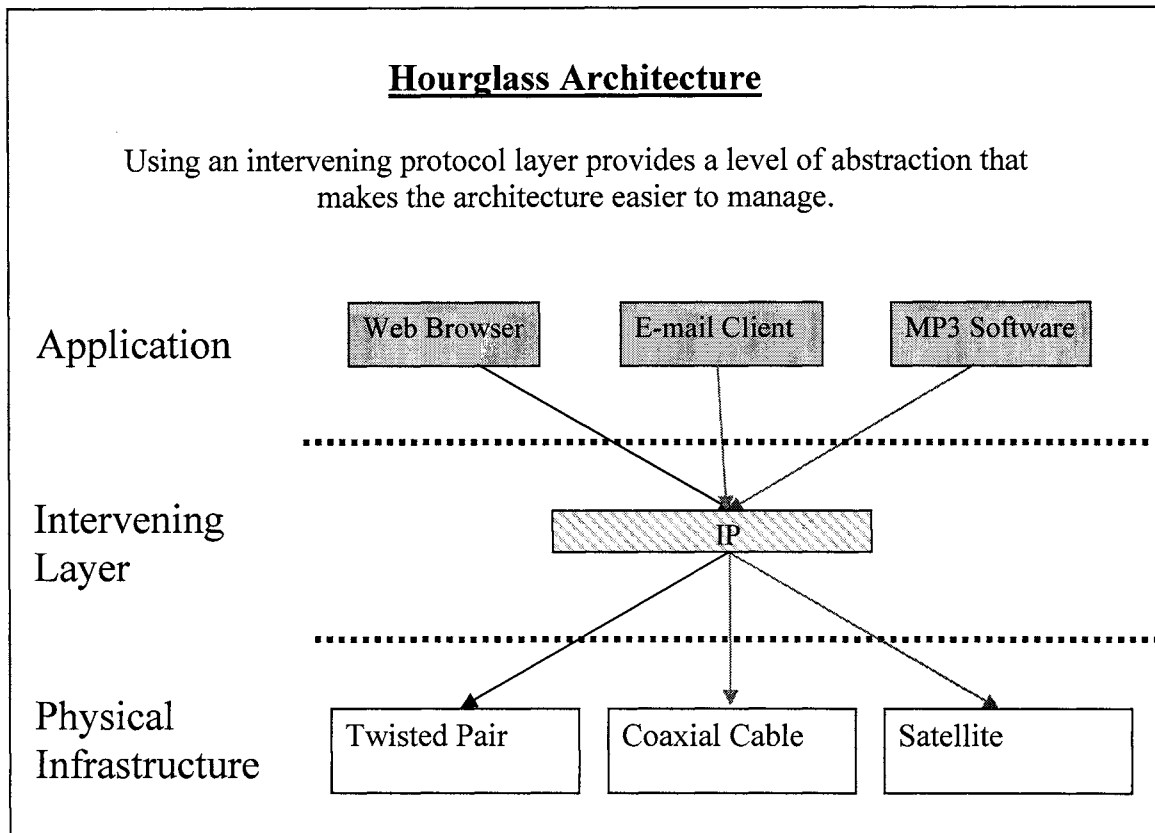 Hourglass Architecture
Using an intervening protocol layer provides a level of abstraction that
makes the architecture easier to manage.
Application
Web Browser
E-mail Client
MP3 Software
Intervening
Layer
IP
Physical
Infrastructure
Twisted Pair
Coaxial Cable
Satellite